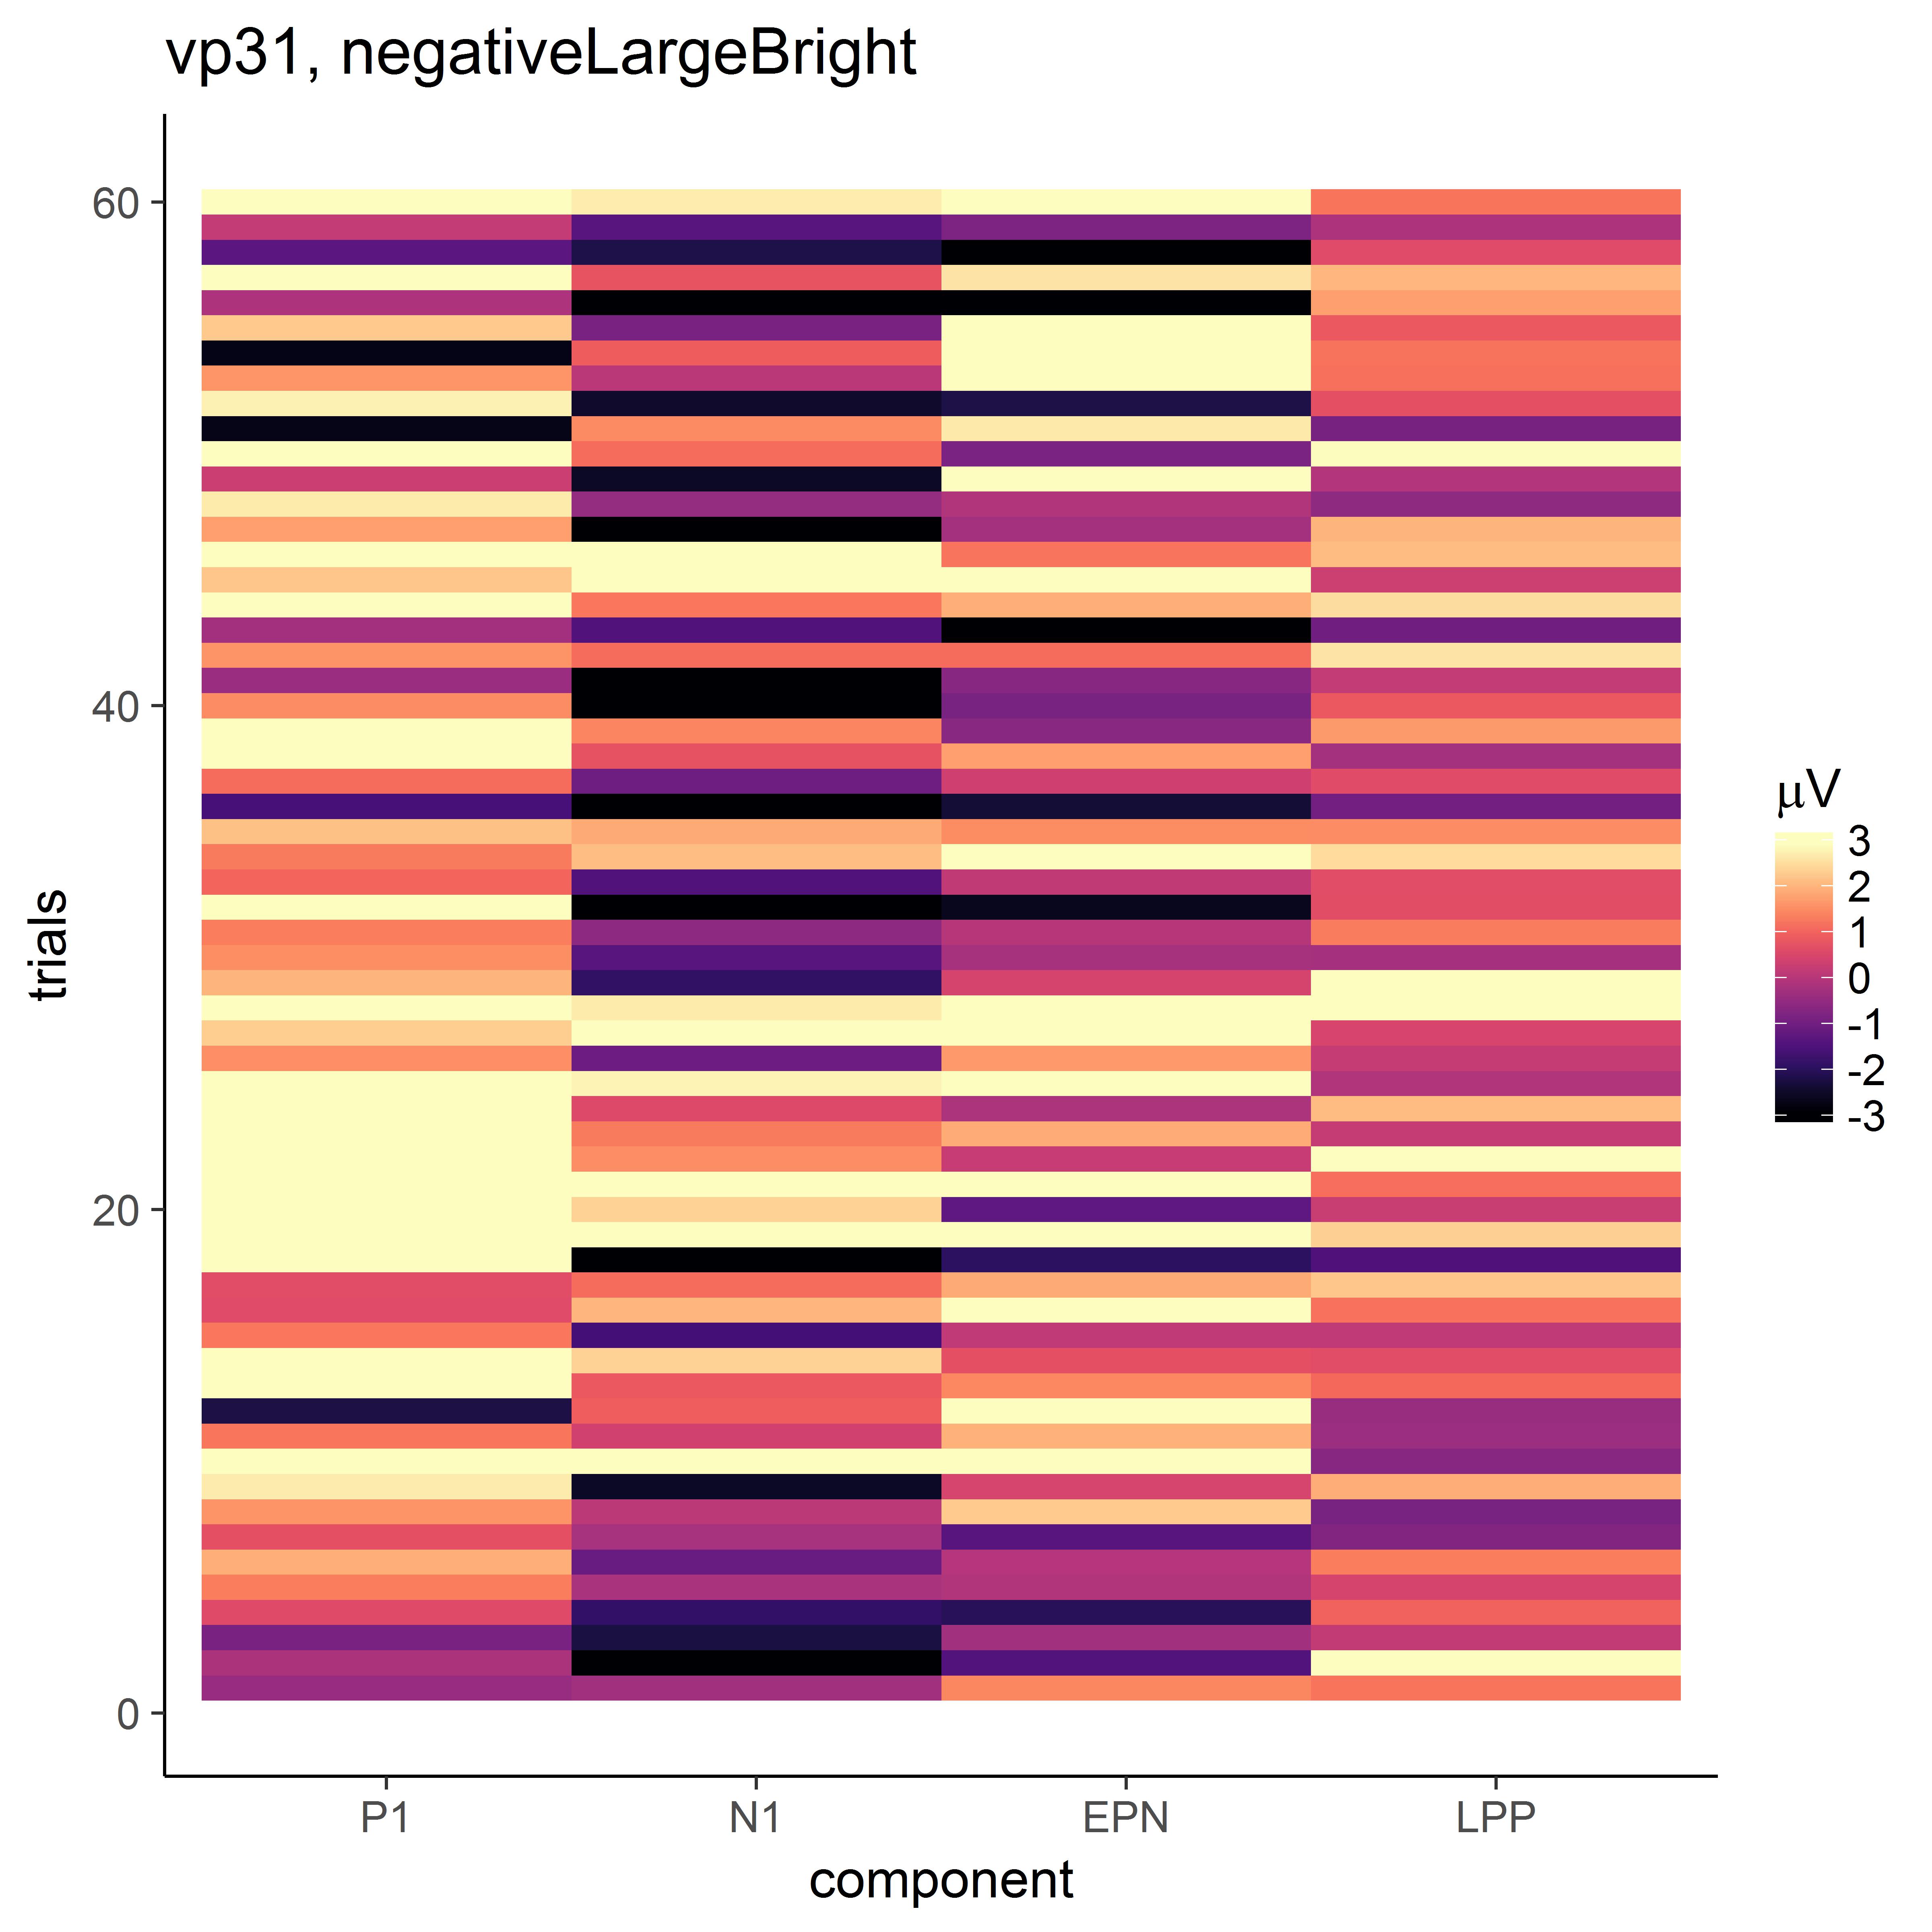 vp31, negativeLargeBright
60
40
20
0
trials
P1 N1 EPN LPP
component
μV
3
2
1
0
-1
-2
-3